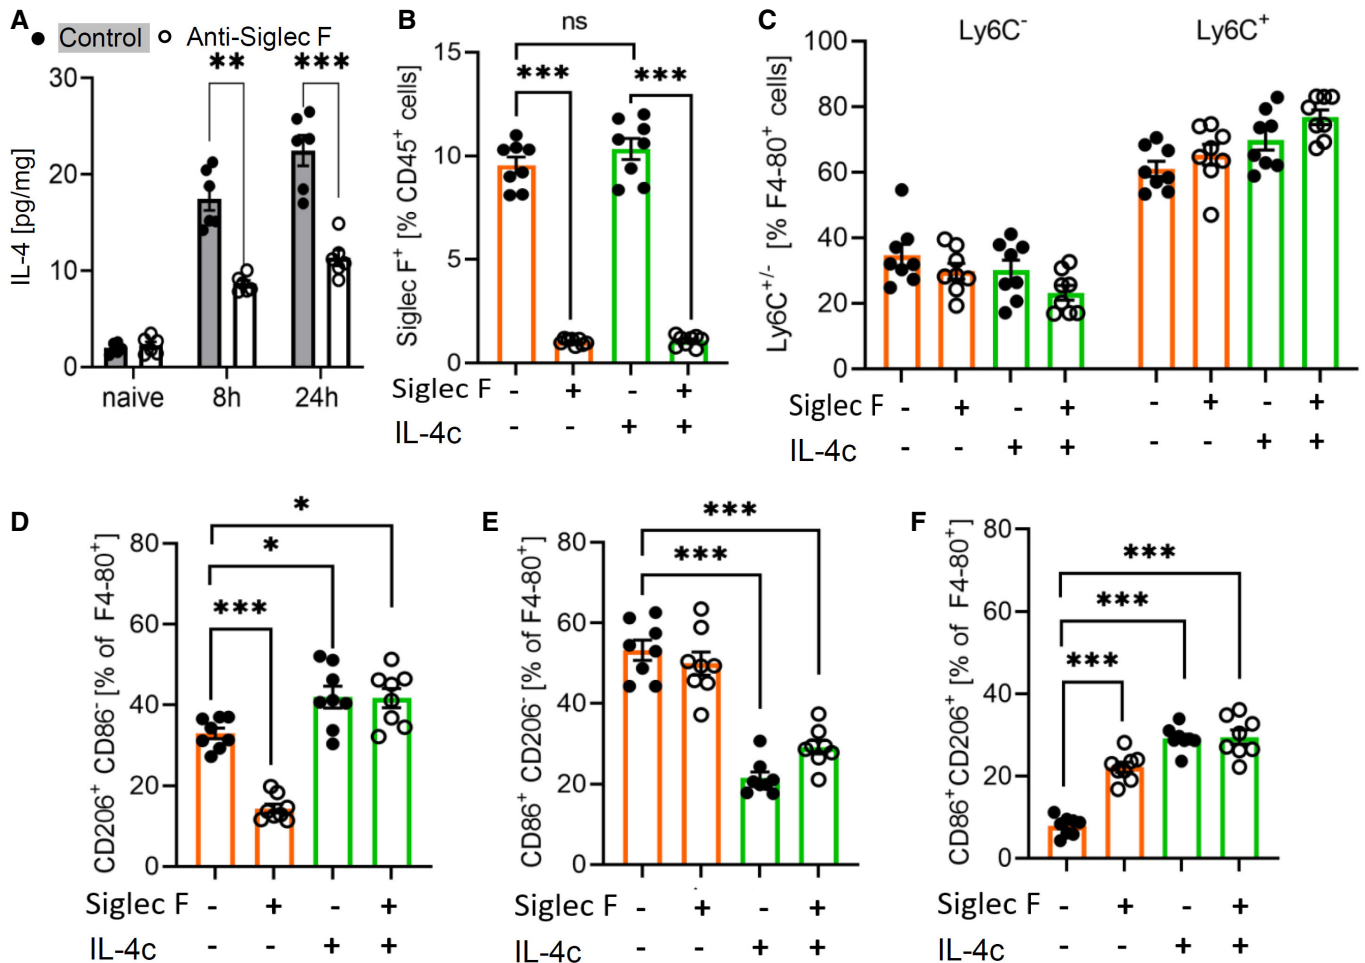 A
● Control ○ Anti-Siglec F
** ***
IL-4 [pg/mg]
30
20
10
0
naive 8h 24h
B
ns
*** ***
Siglec F⁺ [% CD45⁺ cells]
15
10
5
0
Siglec F - + - +
IL-4c - - + +
C
Ly6C⁻ Ly6C⁺
Ly6C⁺/⁻ [% F4-80⁺ cells]
100
80
60
40
20
0
Siglec F - + - + - + - +
IL-4c - - + + - - + +
D
*
*
***
CD206⁺ CD86⁻ [% of F4-80⁺]
80
60
40
20
0
Siglec F - + - +
IL-4c - - + +
E
***
***
CD86⁺ CD206⁻ [% of F4-80⁺]
80
60
40
20
0
Siglec F - + - +
IL-4c - - + +
F
***
***
***
CD86⁺ CD206⁺ [% of F4-80⁺]
80
60
40
20
0
Siglec F - + - +
IL-4c - - + +